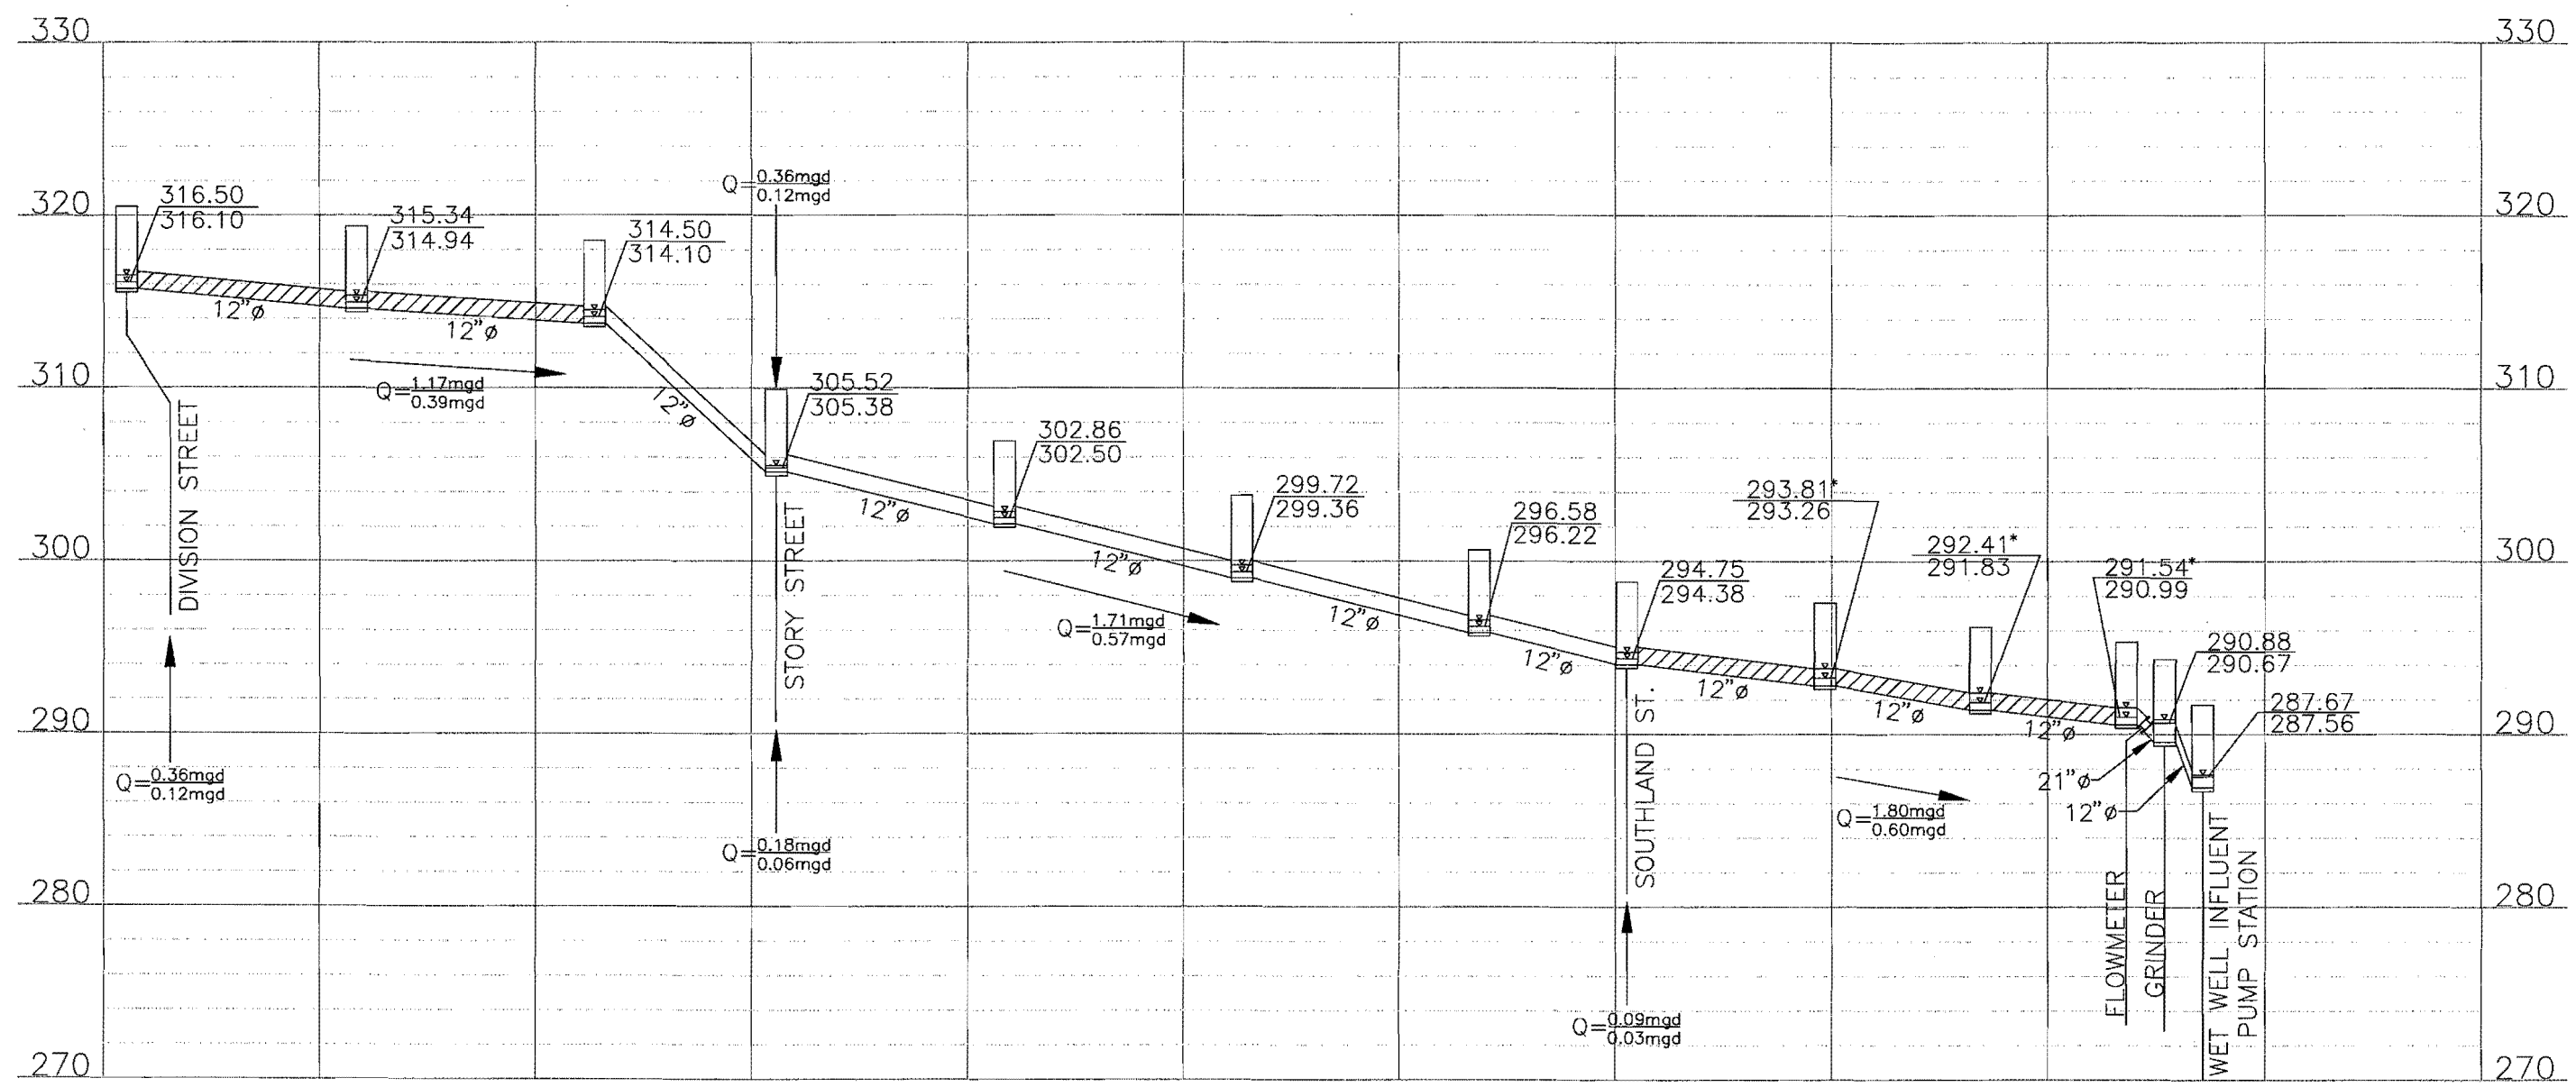 330
330
320
320
310
310
300
300
290
290
280
280
270
270
316.50
316.10
315.34
314.94
314.50
314.10
Q=0.36mgd
0.12mgd
305.52
305.38
302.86
302.50
299.72
299.36
296.58
296.22
294.75
294.38
293.81*
293.26
292.41*
291.83
291.54*
290.99
290.88
290.67
287.67
287.56
12"ø
12"ø
12"ø
12"ø
12"ø
12"ø
12"ø
12"ø
12"ø
12"ø
21"ø
12"ø
Q=1.17mgd
0.39mgd
Q=1.71mgd
0.57mgd
Q=1.80mgd
0.60mgd
DIVISION STREET
Q=0.36mgd
0.12mgd
STORY STREET
Q=0.18mgd
0.06mgd
SOUTHLAND ST.
Q=0.09mgd
0.03mgd
FLOWMETER
GRINDER
WET WELL INFLUENT
PUMP STATION